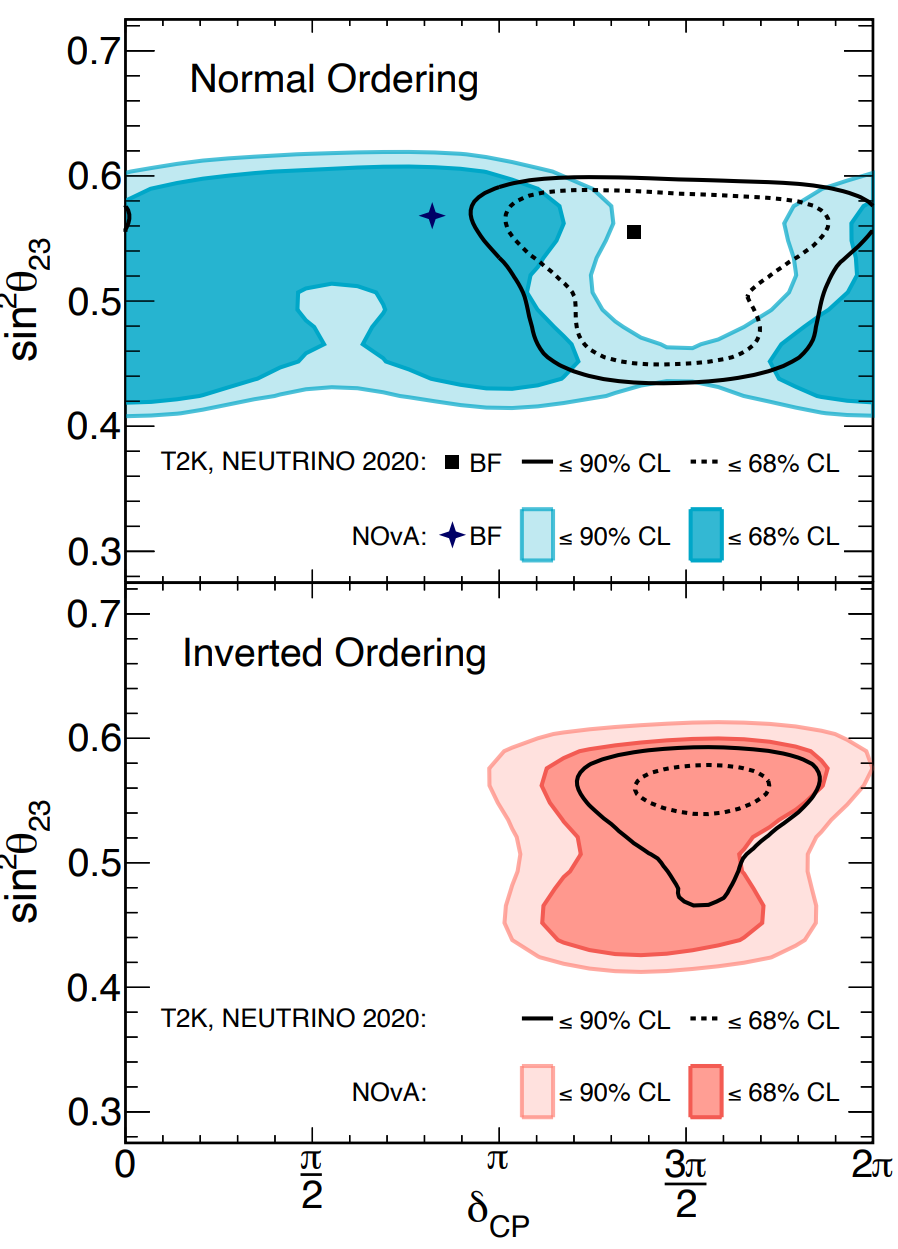 0.7
Normal Ordering
0.6
0.5
sin²θ₂₃
0.4
T2K, NEUTRINO 2020: BF ≤ 90% CL ≤ 68% CL
NOvA: BF ≤ 90% CL ≤ 68% CL
0.3
0.7
Inverted Ordering
0.6
0.5
sin²θ₂₃
0.4
T2K, NEUTRINO 2020: ≤ 90% CL ≤ 68% CL
NOvA: ≤ 90% CL ≤ 68% CL
0.3
0 π/2 π 3π/2 2π
δ_CP